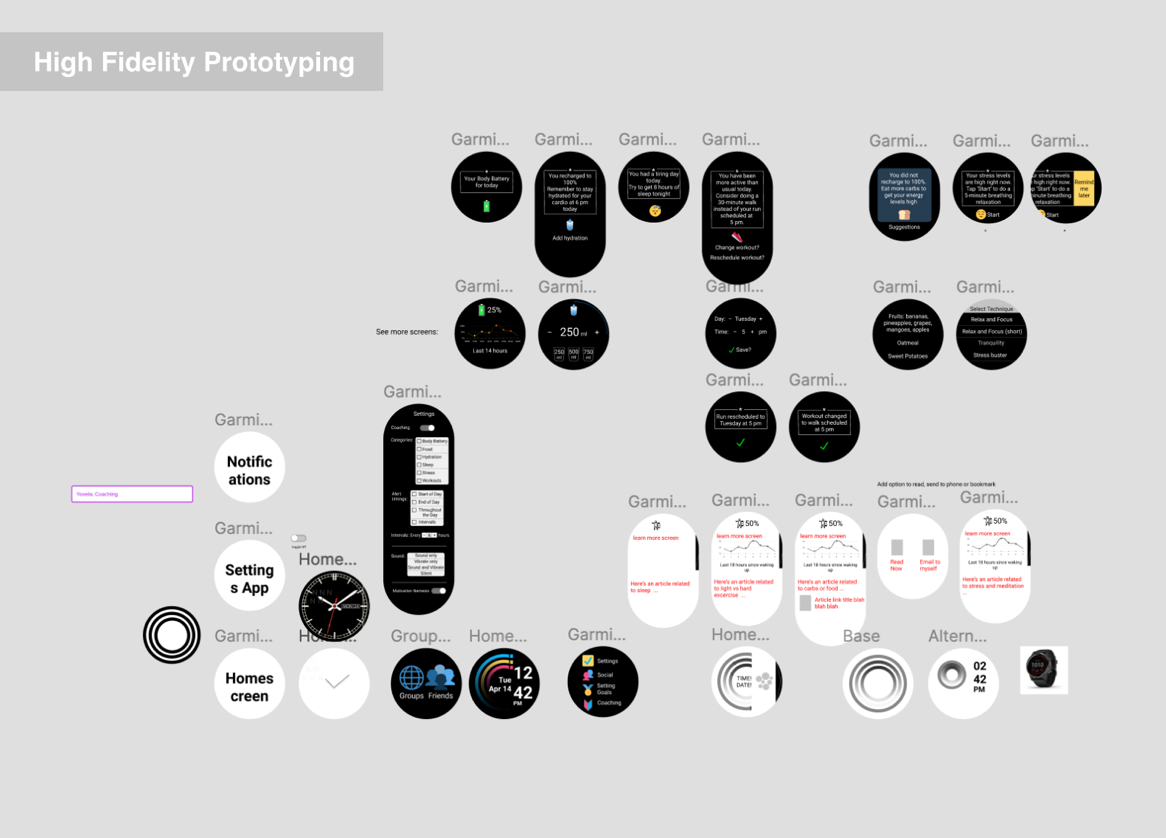 High Fidelity Prototyping
Garmi...
Garmi...
Garmi...
Garmi...
Garmi...
Garmi...
Garmi...
Your Body Battery
for today
You recharged to
100%
Remember to stay
hydrated for your
cardio at 6 pm
today
Add hydration
You had a tiring day
today.
Try to get 8 hours of
sleep tonight
You have been
more active than
usual today.
Consider doing a
30-minute walk
instead of your run
scheduled at
5 pm.
Change workout?
Reschedule workout?
You did not
recharge to 100%.
Eat more carbs to
get your energy
levels high
Suggestions
Your stress levels
are high right now.
Tap 'Start' to do a
5-minute breathing
relaxation
Start
ur stress levels
high right now.
'Start' to do a
inute breathing
relaxation
Start
Remind
me
later
See more screens:
Garmi...
25%
Last 14 hours
Garmi...
- 250 ml +
250 ml
500 ml
750 ml
Garmi...
Day: - Tuesday +
Time: - 5 + pm
Save?
Garmi...
Fruits: bananas,
pineapples, grapes,
mangoes, apples
Oatmeal
Sweet Potatoes
Garmi...
Select Technique
Relax and Focus
Relax and Focus (short)
Tranquility
Stress buster
Garmi...
Run rescheduled to
Tuesday at 5 pm
Garmi...
Workout changed
to walk scheduled
at 5 pm
Garmi...
Settings
Coaching
Categories
Body Battery
Food
Hydration
Sleep
Stress
Workouts
Alert
timings
Start of Day
End of Day
Throughout
the Day
Intervals
Intervals: Every
hours
Sound
Sound only
Vibrate only
Sound and Vibrate
Silent
Garmi...
Notific
ations
Coaching
Garmi...
Setting
s App
Home...
Garmi...
Homes
creen
Group...
Groups
Friends
Home...
Tue
Apr 14
12
42
PM
Garmi...
Settings
Social
Setting
Goals
Coaching
Garmi...
learn more screen
Here's an article related
to sleep ...
Garmi...
50%
learn more screen
Last 18 hours since waking
up
Here's an article related
to light vs hard
excercise ...
Garmi...
50%
learn more screen
Last 18 hours since waking
up
Here's an article related
to carbs or food ...
Article link title blah
blah blah
Add option to read, send to phone or bookmark
Garmi...
Read
Now
Email to
myself
Garmi...
50%
learn more screen
Last 18 hours since waking
up
Here's an article related
to stress and meditation
...
Home...
TIME!
DATE!
Base
Altern...
02
42
PM